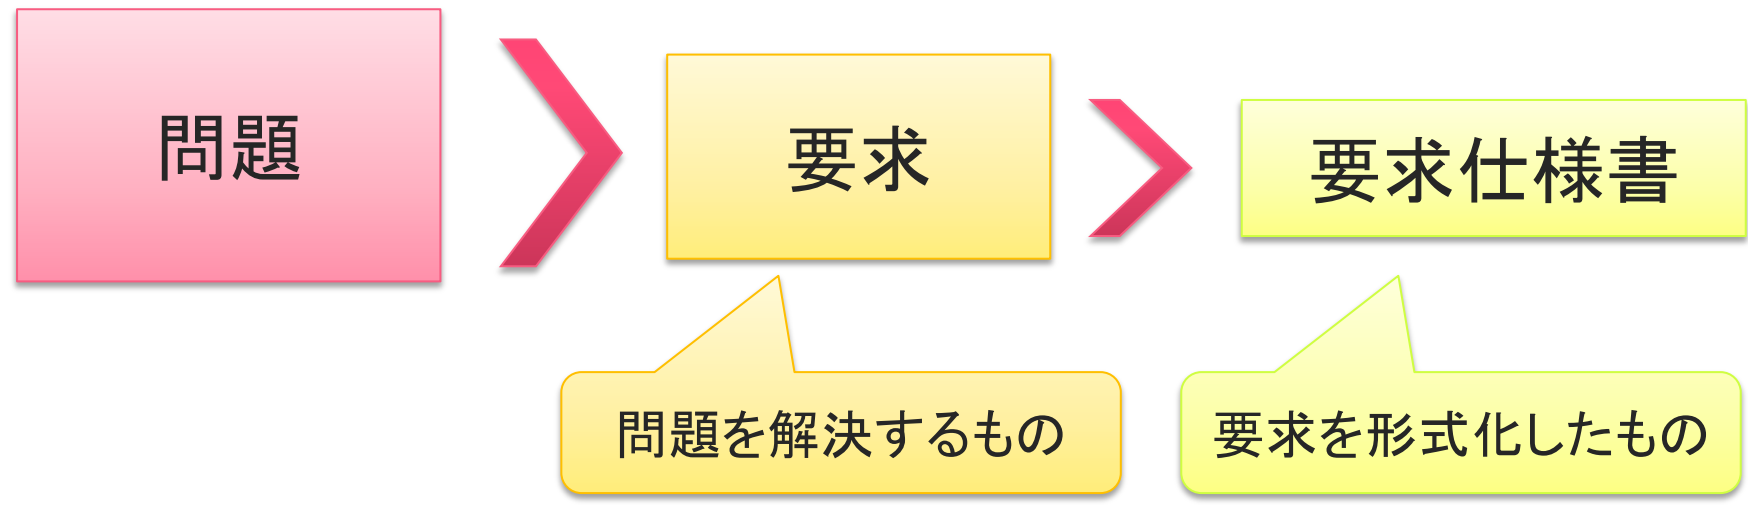 問題
要求
要求仕様書
問題を解決するもの
要求を形式化したもの